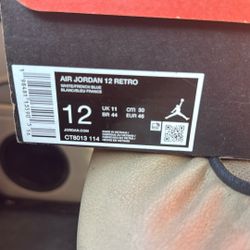 AIR JORDAN 12 RETRO
WHITE/FRENCH BLUE
BLANC/BLEU FRANCE
12
UK 11
CM 30
BR 44
EUR 46
JORDAN.COM
CT8013 114